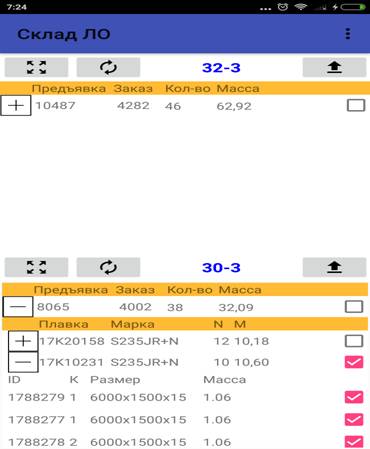 7:24
Склад ЛО
32-3
Предъявка Заказ Кол-во Масса
10487 4282 46 62,92
30-3
Предъявка Заказ Кол-во Масса
8065 4002 38 32,09
Плавка Марка N M
17K20158 S235JR+N 12 10,18
17K10231 S235JR+N 10 10,60
ID К Размер Масса
1788279 1 6000x1500x15 1.06
1788277 1 6000x1500x15 1.06
1788278 2 6000x1500x15 1.06